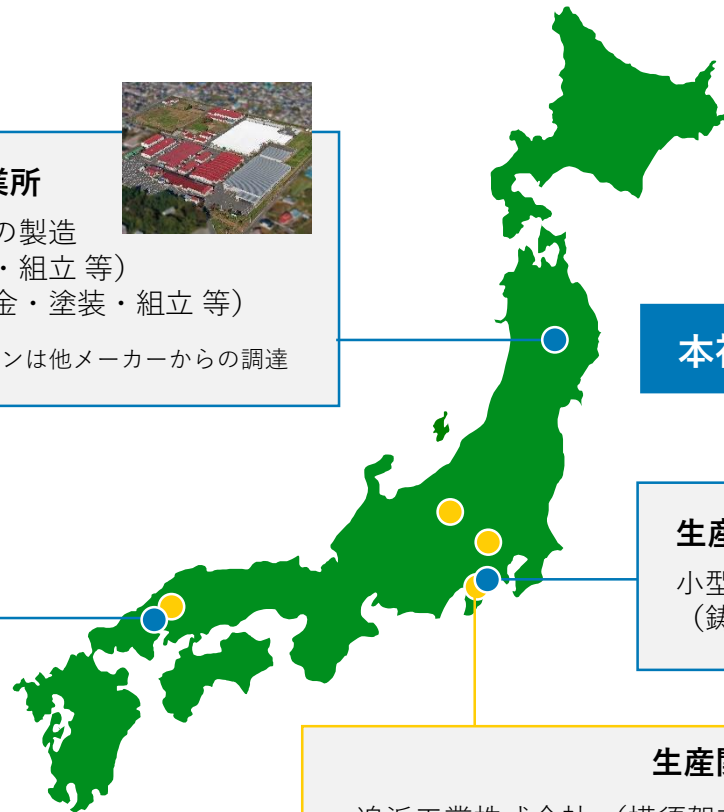 業所
の製造
・組立 等）
金・塗装・組立 等）
ンは他メーカーからの調達
本社
生産
小型
（鋳
生産関
追浜工業株式会社 （横須賀